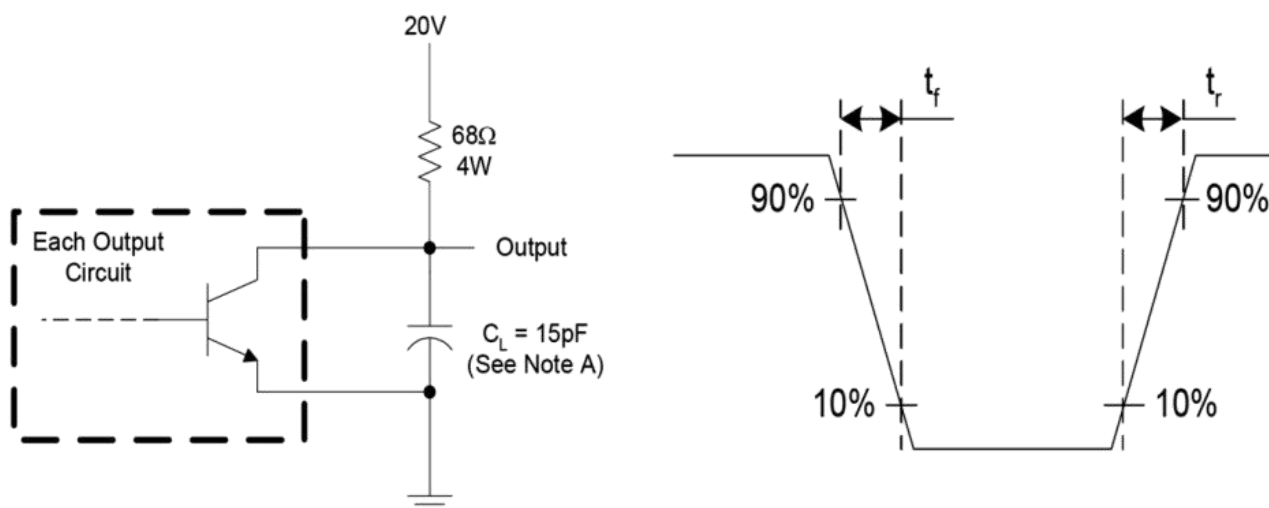 20V
68Ω
4W
Each Output
Circuit
Output
C_L = 15pF
(See Note A)
t_f
t_r
90%
90%
10%
10%